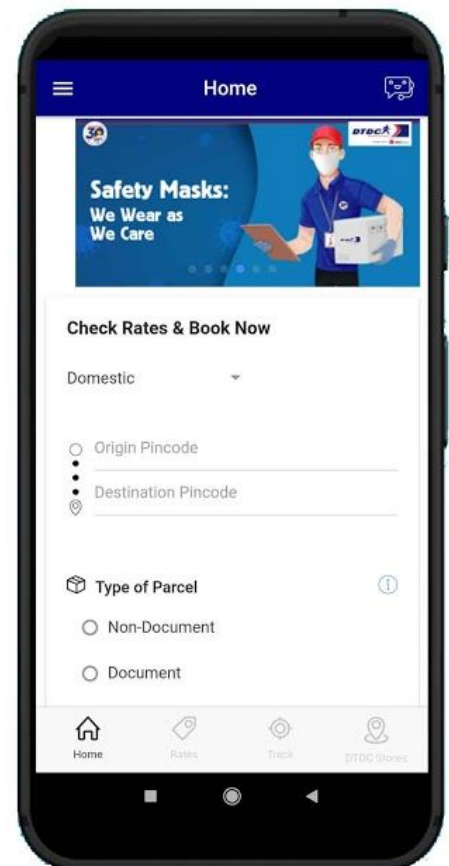 Home
30
DTDC
Safety Masks:
We Wear as
We Care
Check Rates & Book Now
Domestic
Origin Pincode
Destination Pincode
Type of Parcel
Non-Document
Document
Home
Rates
Track
DTDC Stores